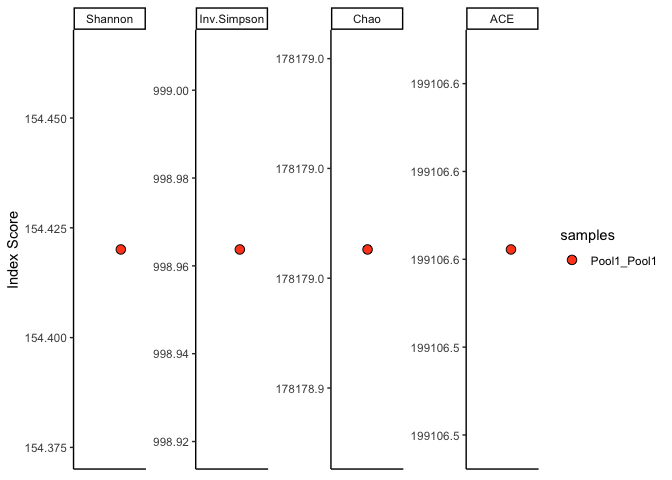 Shannon
Inv.Simpson
Chao
ACE
Index Score
154.450
154.425
154.400
154.375
999.00
998.98
998.96
998.94
998.92
178179.0
178179.0
178179.0
178178.9
199106.6
199106.6
199106.6
199106.5
199106.5
samples
Pool1_Pool1